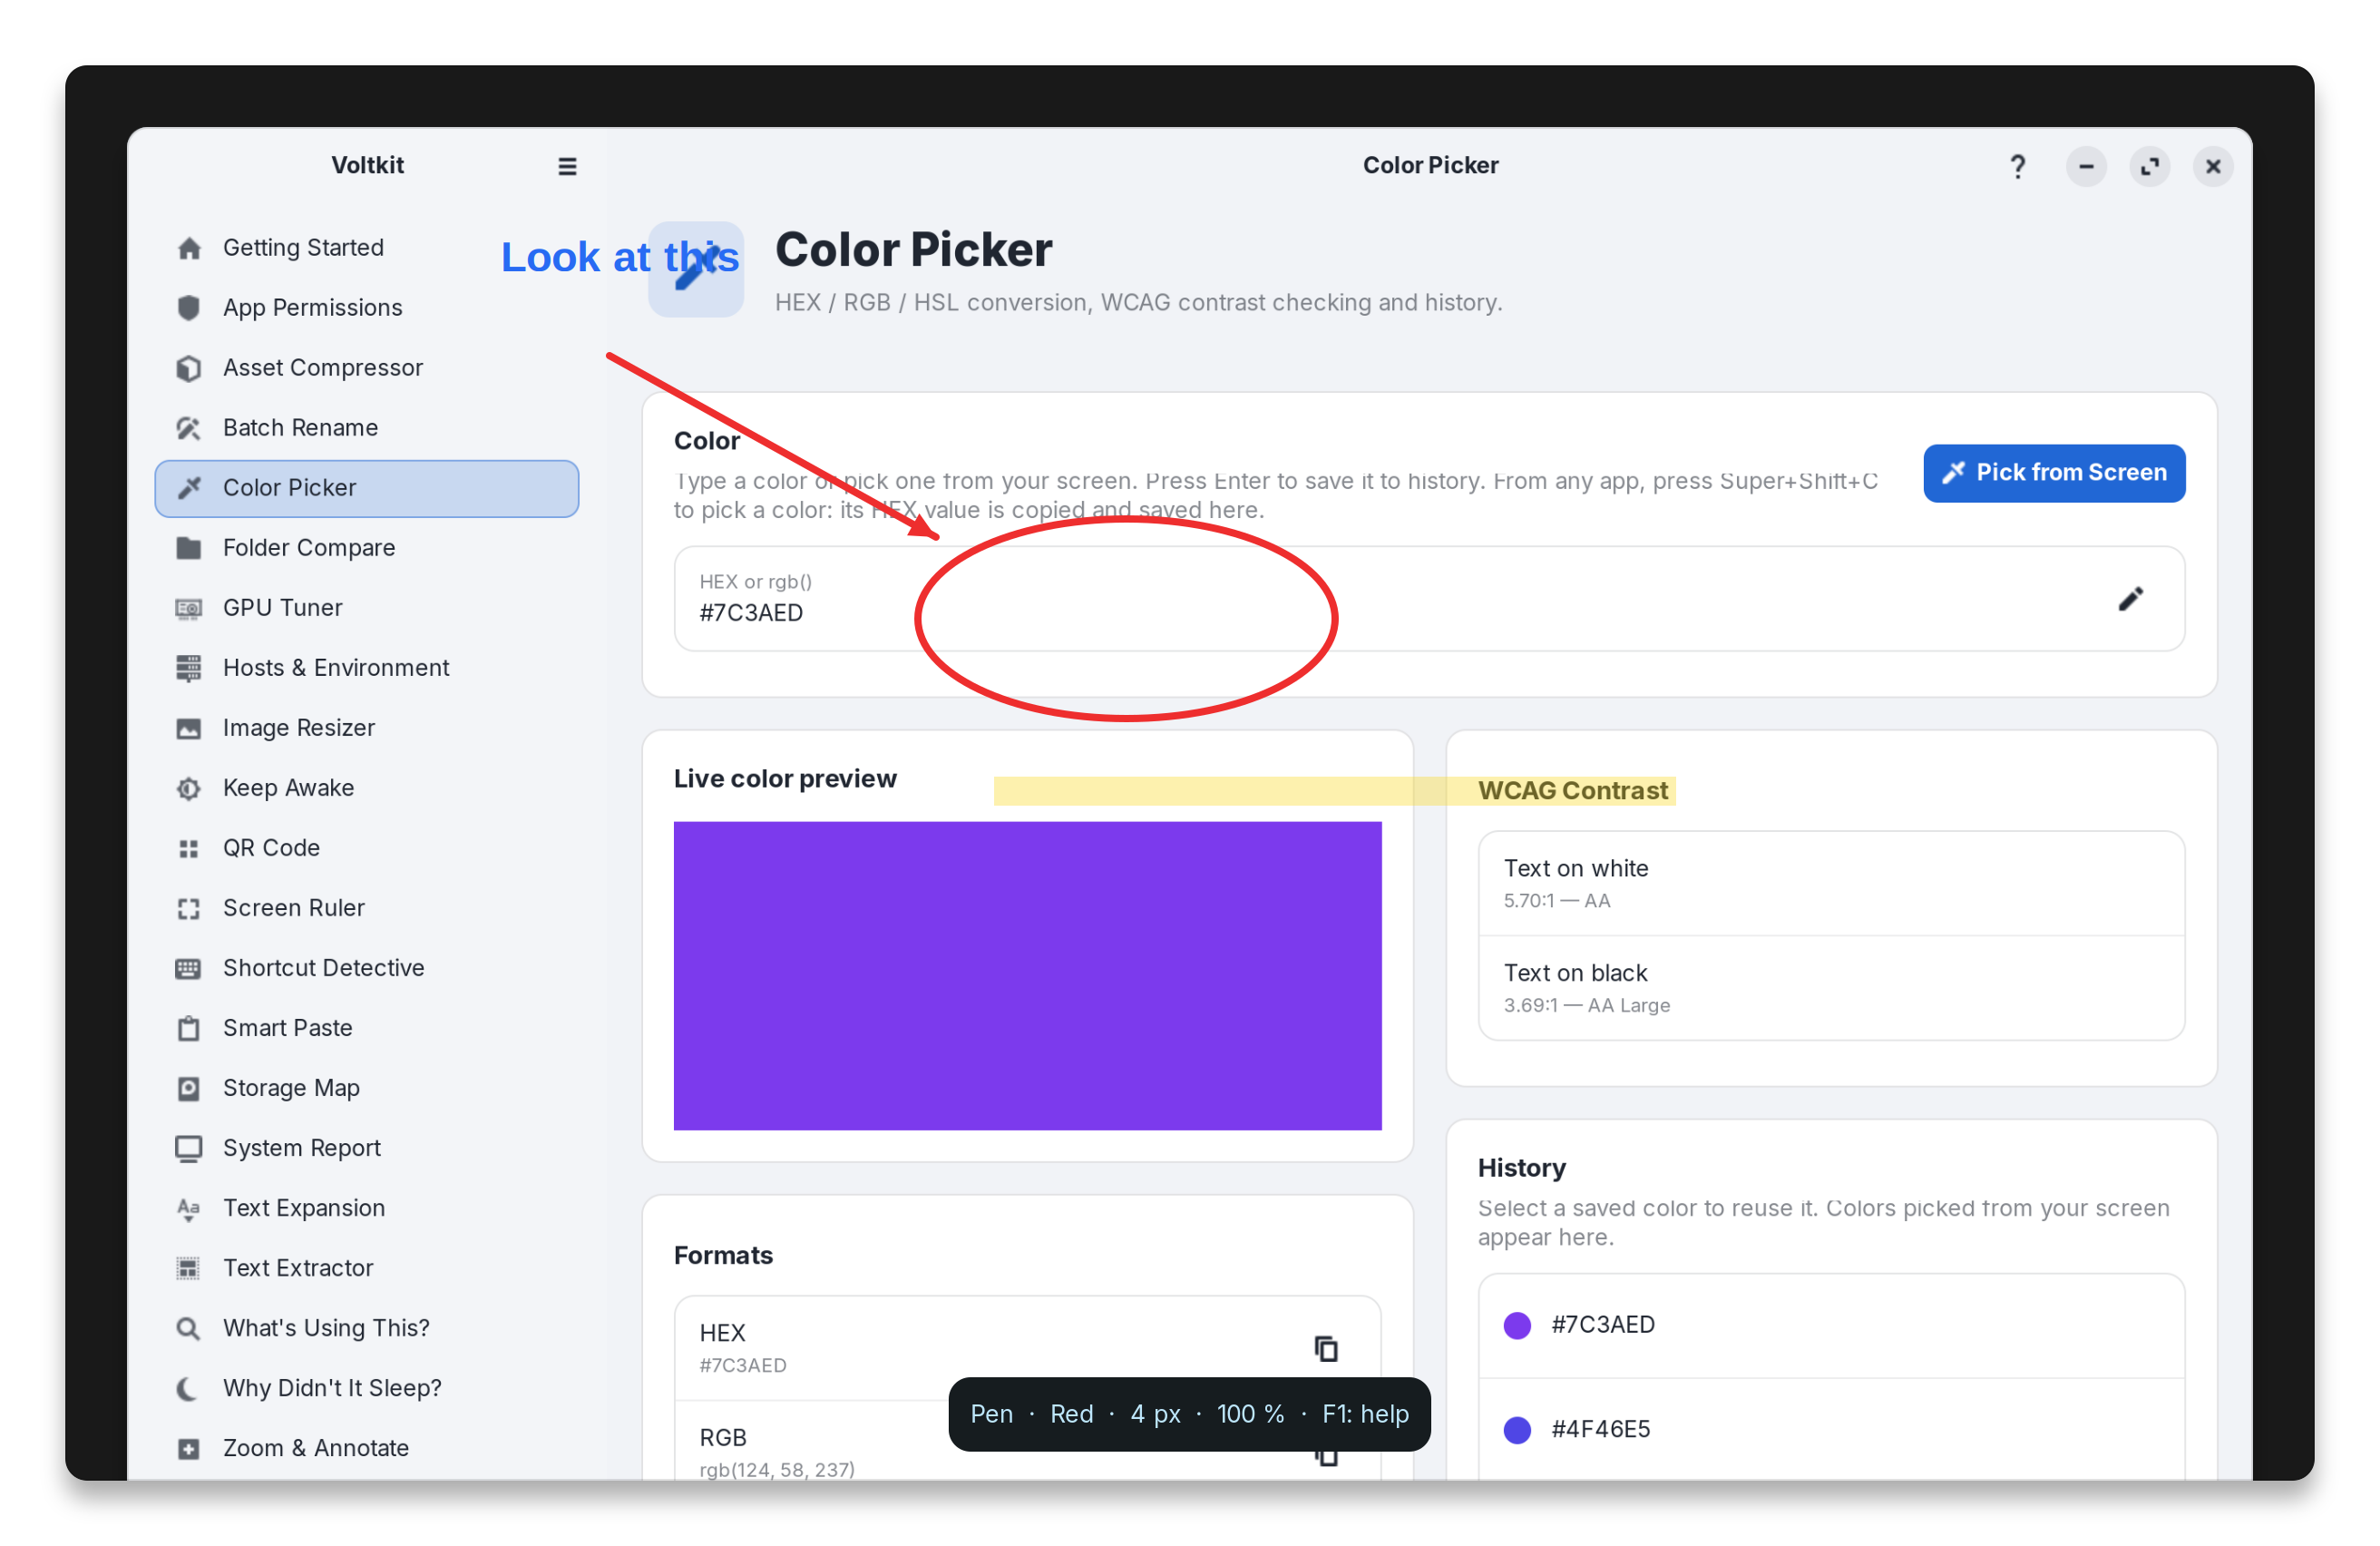 Voltkit
Color Picker
?
Getting Started
App Permissions
Asset Compressor
Batch Rename
Color Picker
Folder Compare
GPU Tuner
Hosts & Environment
Image Resizer
Keep Awake
QR Code
Screen Ruler
Shortcut Detective
Smart Paste
Storage Map
System Report
Text Expansion
Text Extractor
What's Using This?
Why Didn't It Sleep?
Zoom & Annotate
Look at this
Color Picker
HEX / RGB / HSL conversion, WCAG contrast checking and history.
Color
Type a color or pick one from your screen. Press Enter to save it to history. From any app, press Super+Shift+C
to pick a color: its HEX value is copied and saved here.
Pick from Screen
HEX or rgb()
#7C3AED
Live color preview
WCAG Contrast
Text on white
5.70:1 — AA
Text on black
3.69:1 — AA Large
Formats
HEX
#7C3AED
RGB
rgb(124, 58, 237)
History
Select a saved color to reuse it. Colors picked from your screen
appear here.
#7C3AED
#4F46E5
Pen · Red · 4 px · 100 % · F1: help